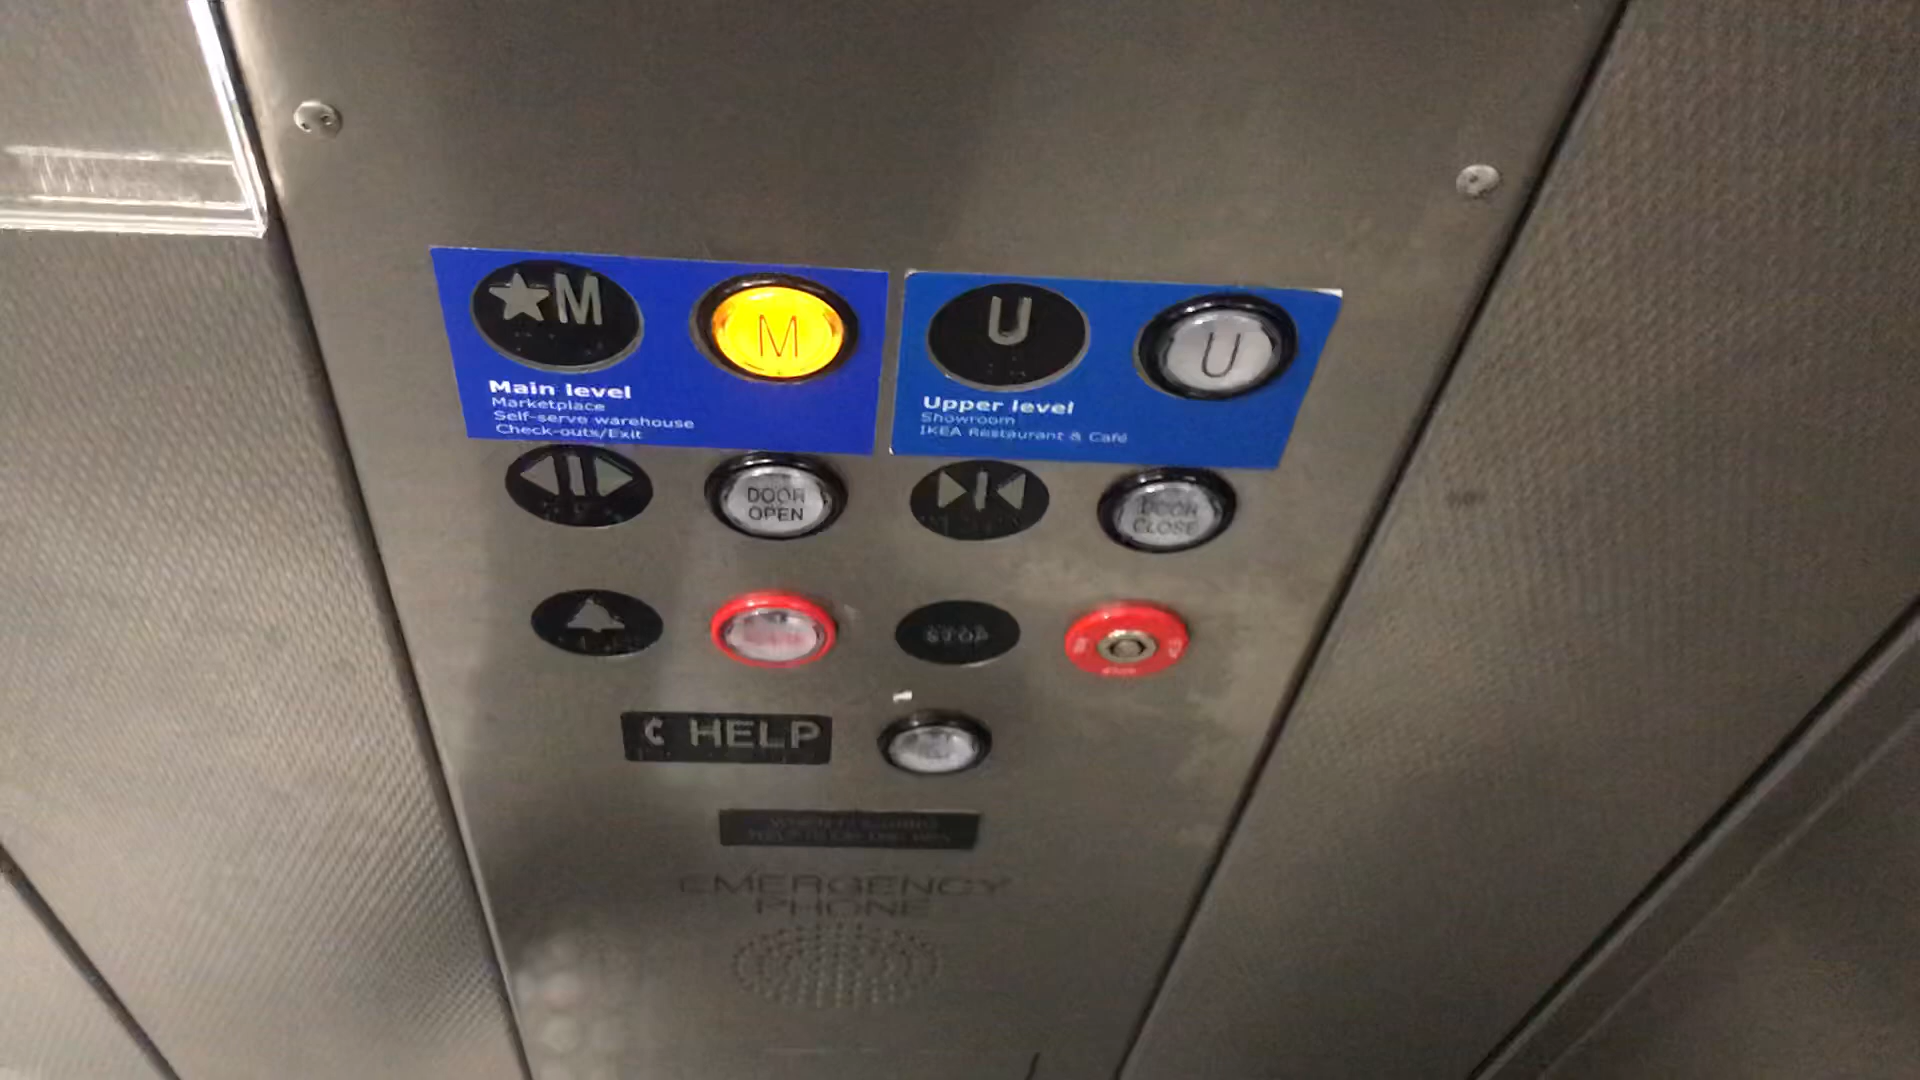 ★M
M
Main level
Marketplace
Self-serve warehouse
Check-outs/Exit
U
U
Upper level
Showroom
IKEA Restaurant & Café
DOOR
OPEN
DOOR
CLOSE
STOP
HELP
EMERGENCY
PHONE